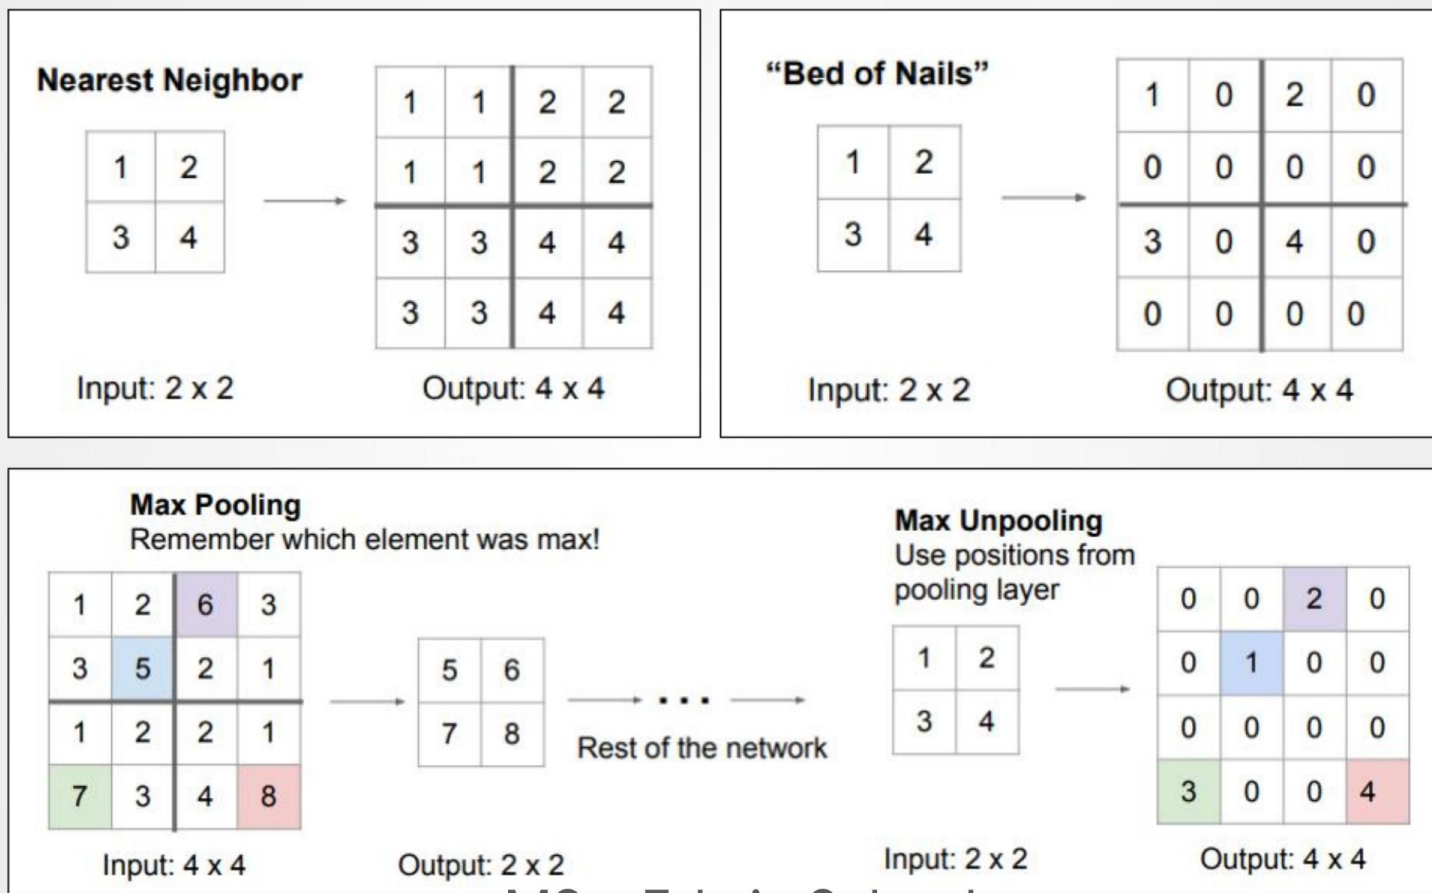 Nearest Neighbor
1 2
3 4
1 1 2 2
1 1 2 2
3 3 4 4
3 3 4 4
Input: 2 x 2
Output: 4 x 4
“Bed of Nails”
1 2
3 4
1 0 2 0
0 0 0 0
3 0 4 0
0 0 0 0
Input: 2 x 2
Output: 4 x 4
Max Pooling
Remember which element was max!
1 2 6 3
3 5 2 1
1 2 2 1
7 3 4 8
Input: 4 x 4
5 6
7 8
Output: 2 x 2
...
Rest of the network
Max Unpooling
Use positions from
pooling layer
1 2
3 4
Input: 2 x 2
0 0 2 0
0 1 0 0
0 0 0 0
3 0 0 4
Output: 4 x 4